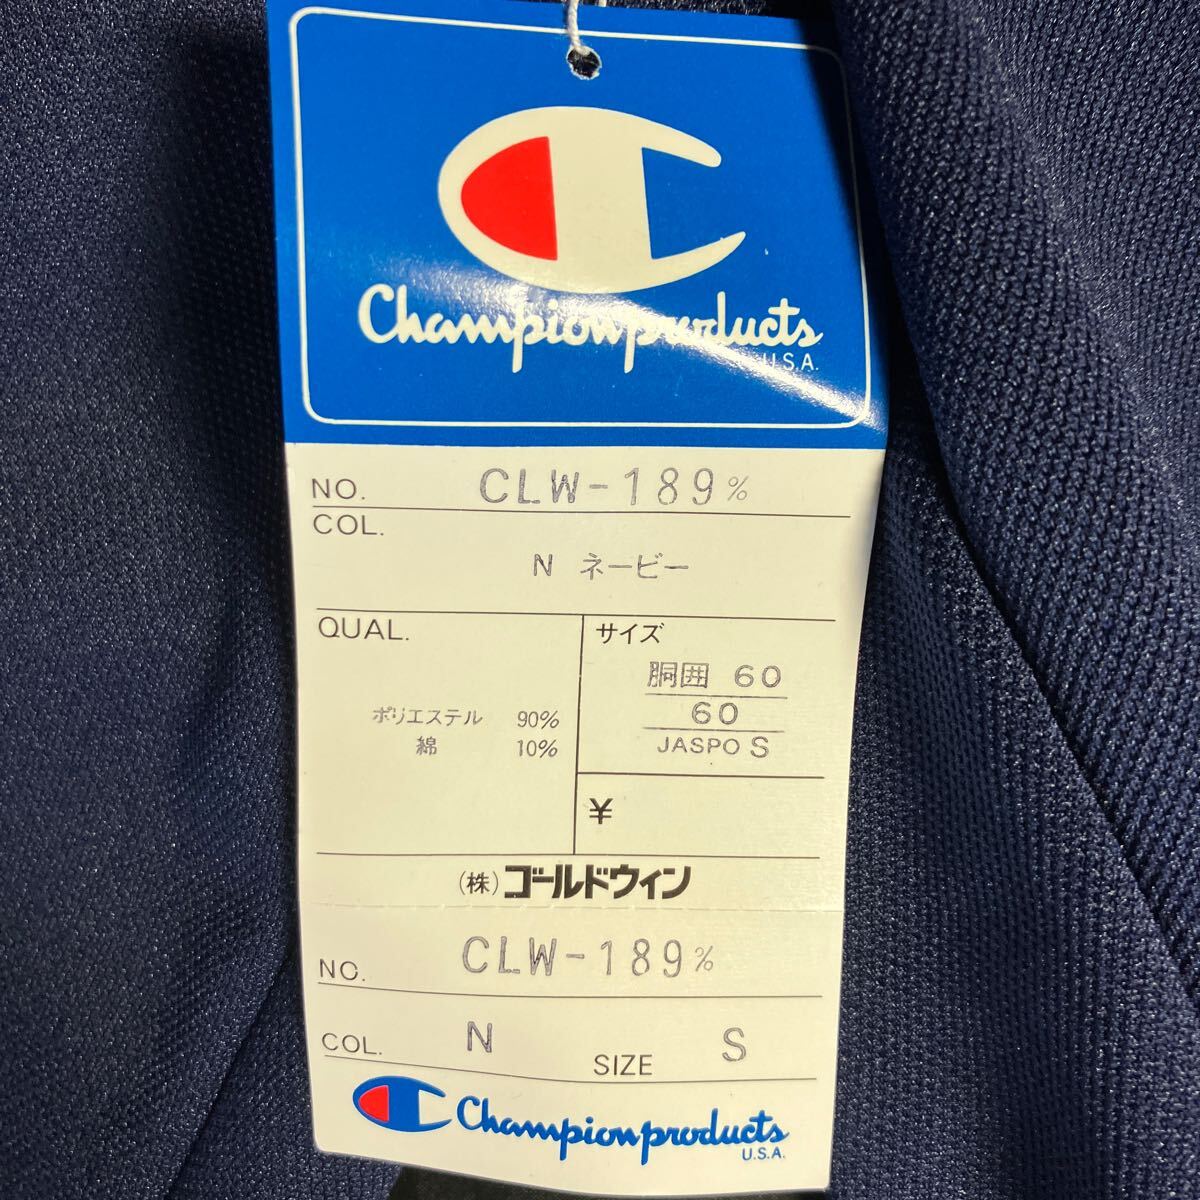 Championproducts
U.S.A.
NO. CLW-189%
COL.
N ネービー
QUAL.
ポリエステル 90%
綿 10%
サイズ
胴囲 60
60
JASPO S
¥
(株)ゴールドウィン
NO. CLW-189%
COL. N SIZE S
Championproducts
U.S.A.